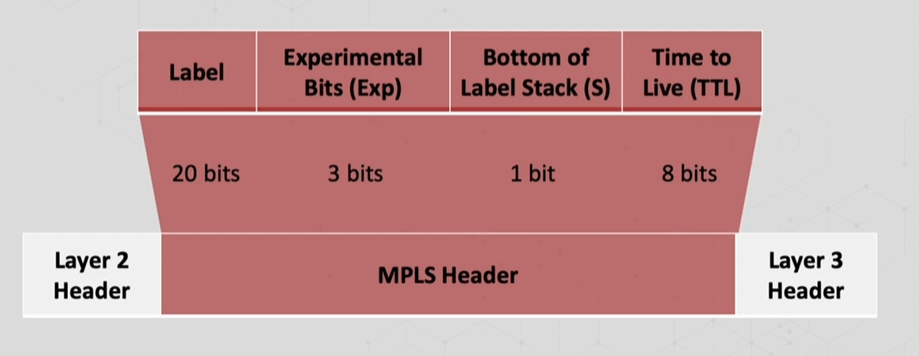 Label
Experimental
Bits (Exp)
Bottom of
Label Stack (S)
Time to
Live (TTL)
20 bits
3 bits
1 bit
8 bits
Layer 2
Header
MPLS Header
Layer 3
Header